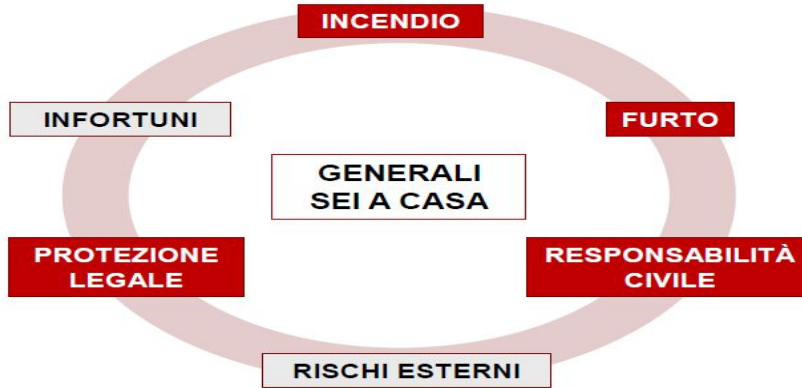 INCENDIO
INFORTUNI
FURTO
GENERALI
SEI A CASA
PROTEZIONE
LEGALE
RESPONSABILITÀ
CIVILE
RISCHI ESTERNI